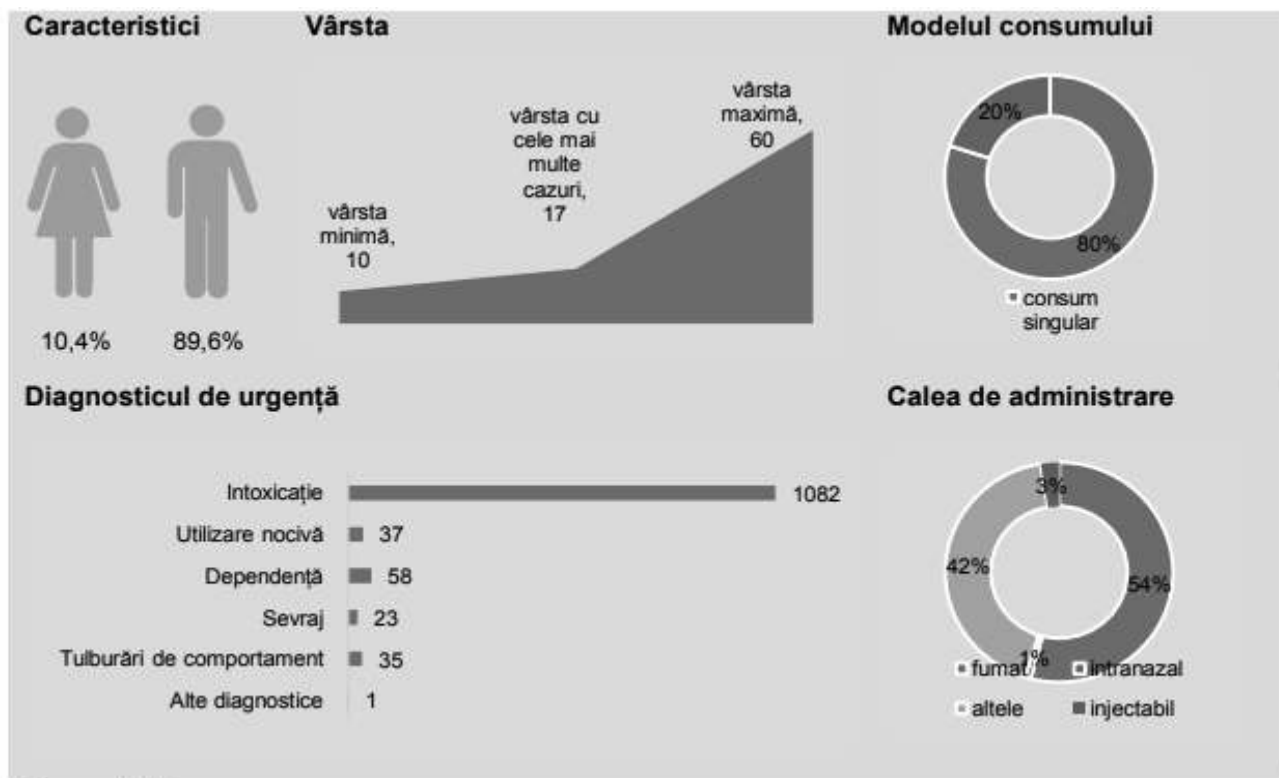 Caracteristici
Vârsta
Modelul consumului
10,4%
89,6%
vârsta
minimă,
10
vârsta cu
cele mai
multe
cazuri,
17
vârsta
maximă,
60
20%
80%
consum
singular
Diagnosticul de urgență
Intoxicație 1082
Utilizare nocivă 37
Dependență 58
Sevraj 23
Tulburări de comportament 35
Alte diagnostice 1
Calea de administrare
3%
42%
54%
1%
fumat intranazal
altele injectabil